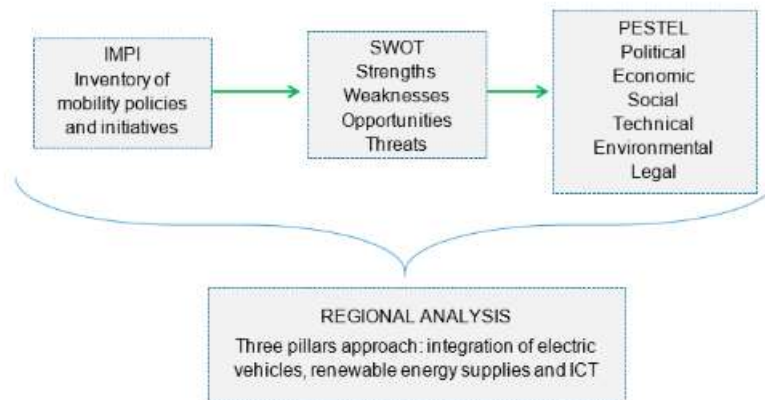 IMPI
Inventory of
mobility policies
and initiatives
SWOT
Strengths
Weaknesses
Opportunities
Threats
PESTEL
Political
Economic
Social
Technical
Environmental
Legal
REGIONAL ANALYSIS
Three pillars approach: integration of electric
vehicles, renewable energy supplies and ICT